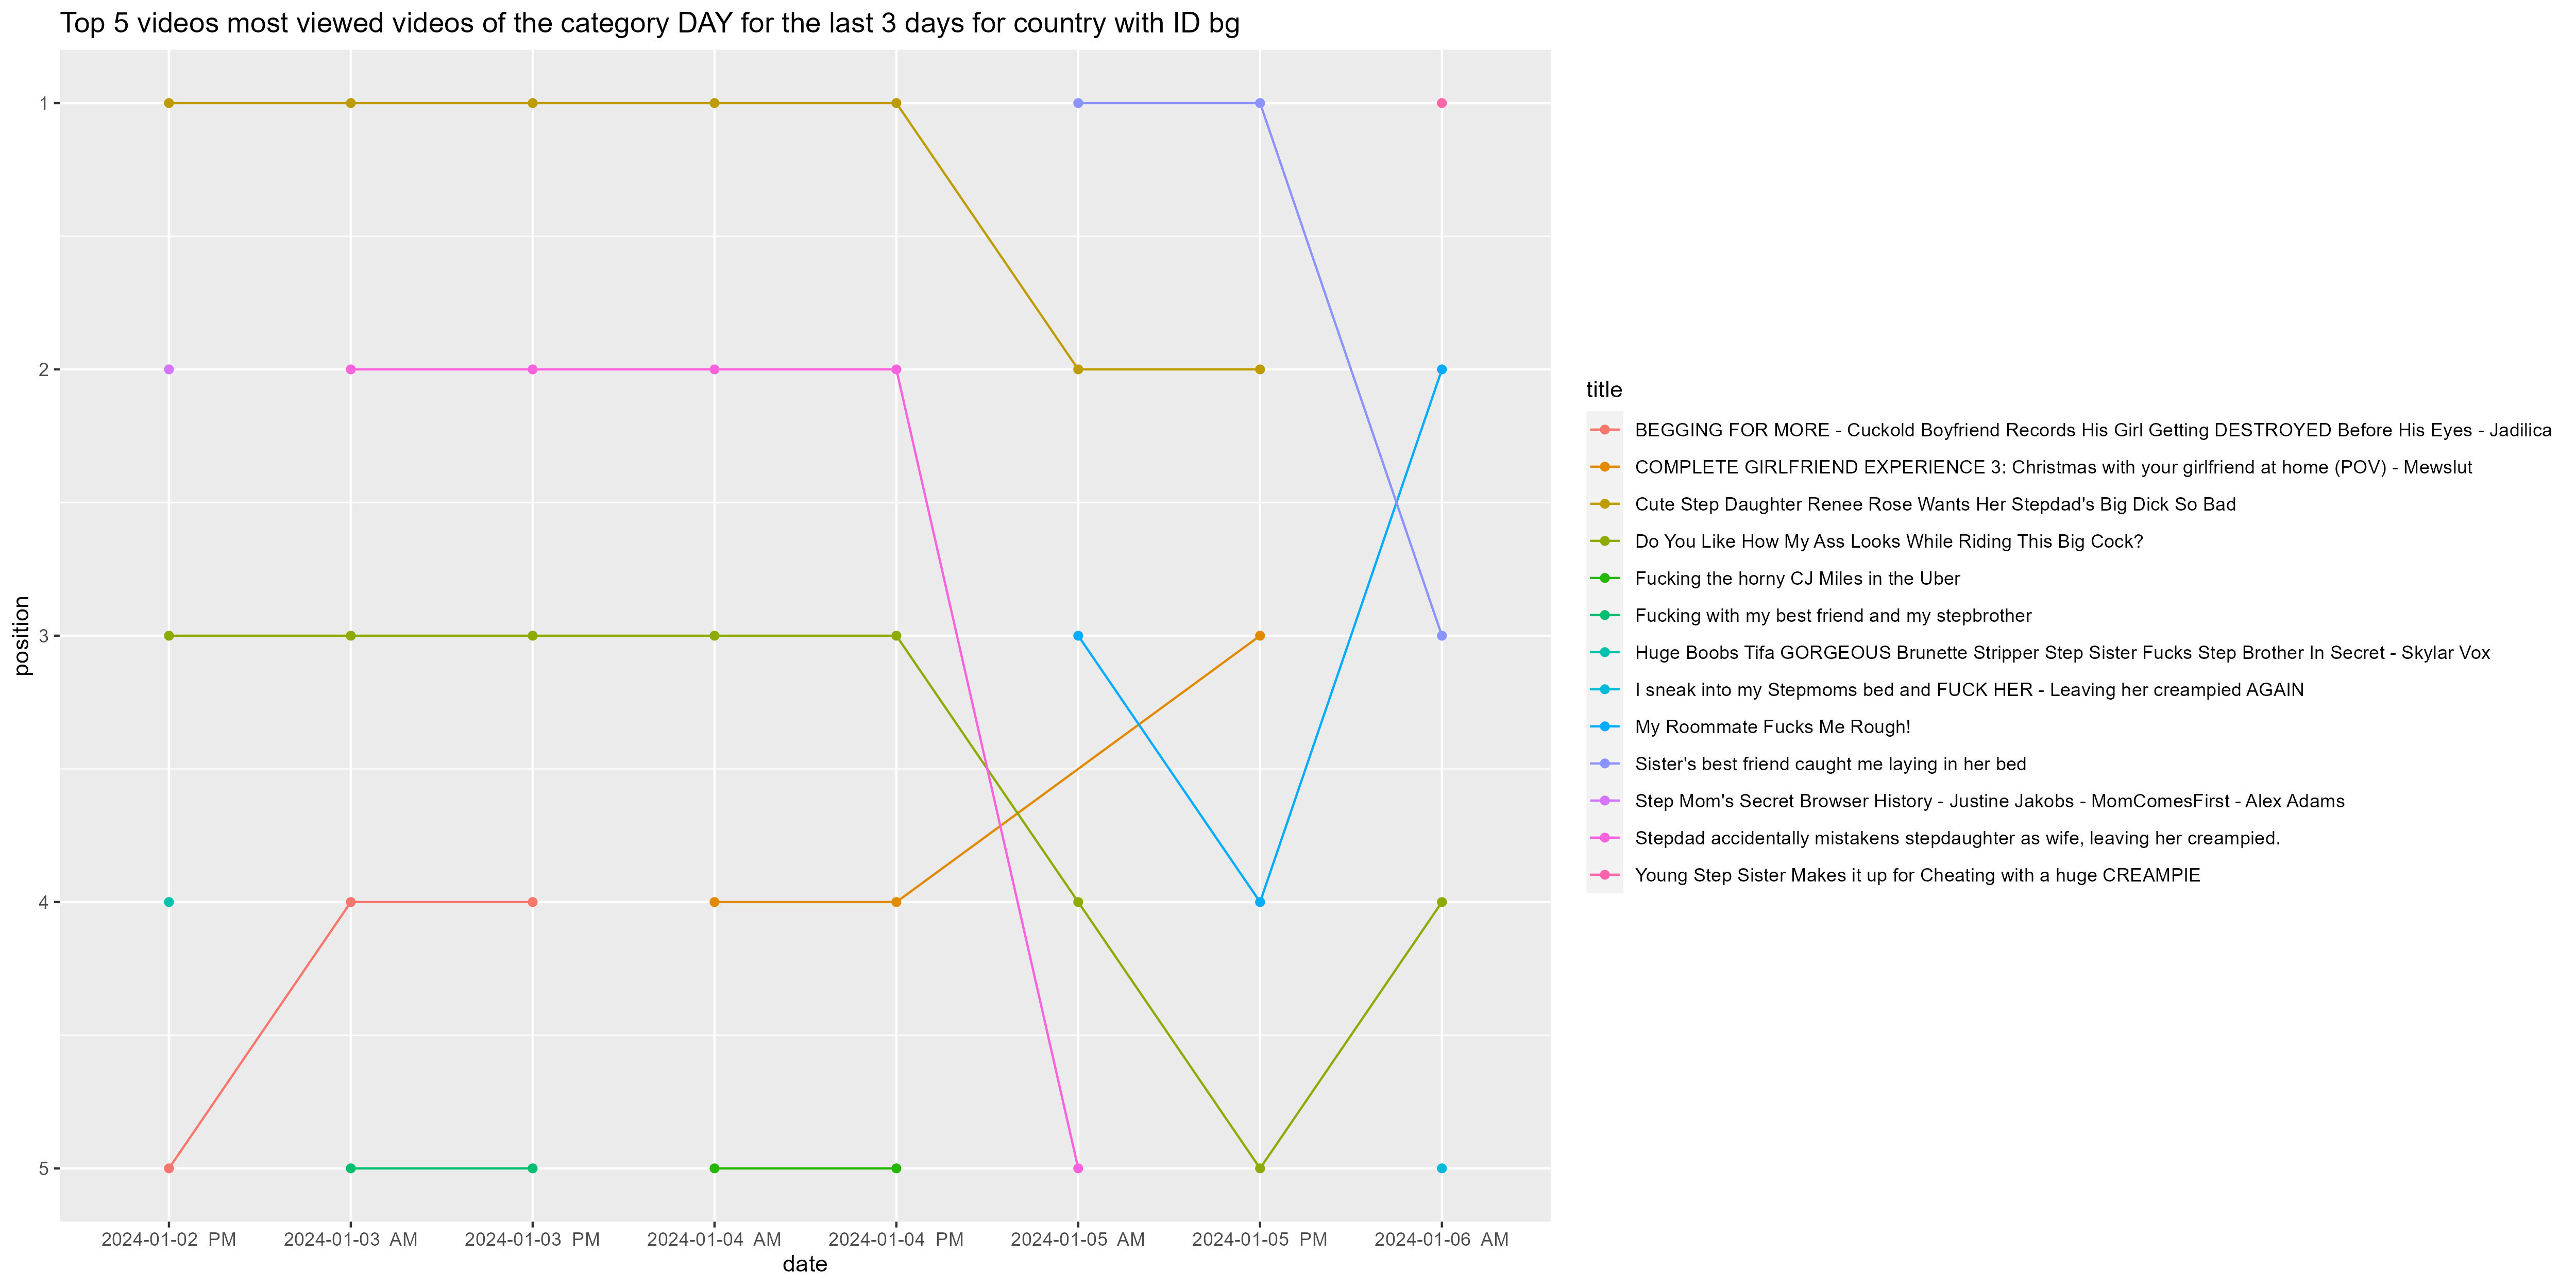 Top 5 videos most viewed videos of the category DAY for the last 3 days for country with ID bg
position
1
2
3
4
5
2024-01-02 PM
2024-01-03 AM
2024-01-03 PM
2024-01-04 AM
2024-01-04 PM
2024-01-05 AM
2024-01-05 PM
2024-01-06 AM
date
title
BEGGING FOR MORE - Cuckold Boyfriend Records His Girl Getting DESTROYED Before His Eyes - Jadilica
COMPLETE GIRLFRIEND EXPERIENCE 3: Christmas with your girlfriend at home (POV) - Mewslut
Cute Step Daughter Renee Rose Wants Her Stepdad's Big Dick So Bad
Do You Like How My Ass Looks While Riding This Big Cock?
Fucking the horny CJ Miles in the Uber
Fucking with my best friend and my stepbrother
Huge Boobs Tifa GORGEOUS Brunette Stripper Step Sister Fucks Step Brother In Secret - Skylar Vox
I sneak into my Stepmoms bed and FUCK HER - Leaving her creampied AGAIN
My Roommate Fucks Me Rough!
Sister's best friend caught me laying in her bed
Step Mom's Secret Browser History - Justine Jakobs - MomComesFirst - Alex Adams
Stepdad accidentally mistakens stepdaughter as wife, leaving her creampied.
Young Step Sister Makes it up for Cheating with a huge CREAMPIE